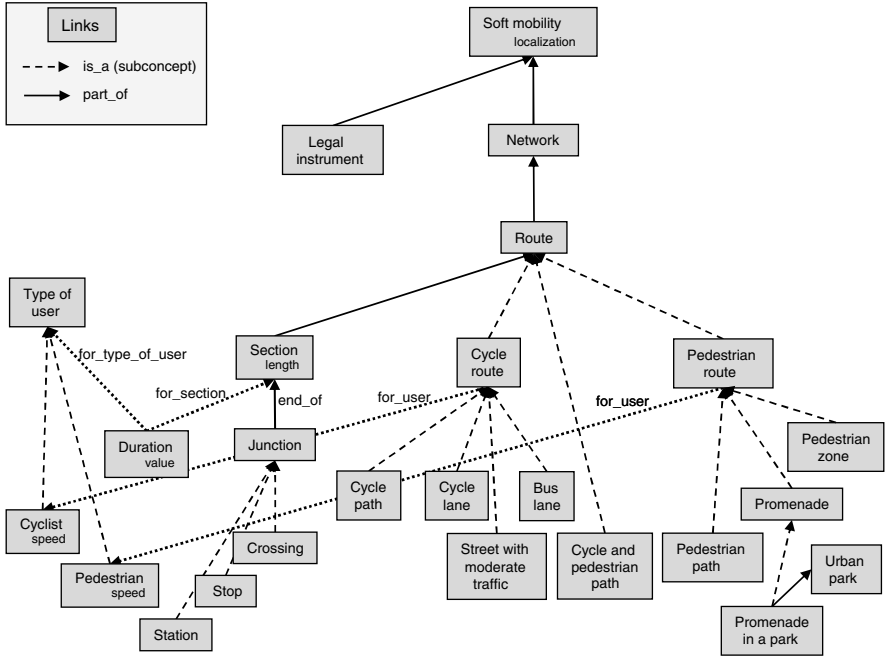 Links
is_a (subconcept)
part_of
Soft mobility
localization
Legal
instrument
Network
Route
Type of
user
for_type_of_user
Section
length
Cycle
route
Pedestrian
route
for_section
end_of
for_user
for_user
Duration
value
Junction
Pedestrian
zone
Cycle
path
Cycle
lane
Bus
lane
Promenade
Cyclist
speed
Crossing
Street with
moderate
traffic
Cycle and
pedestrian
path
Pedestrian
path
Urban
park
Pedestrian
speed
Stop
Station
Promenade
in a park